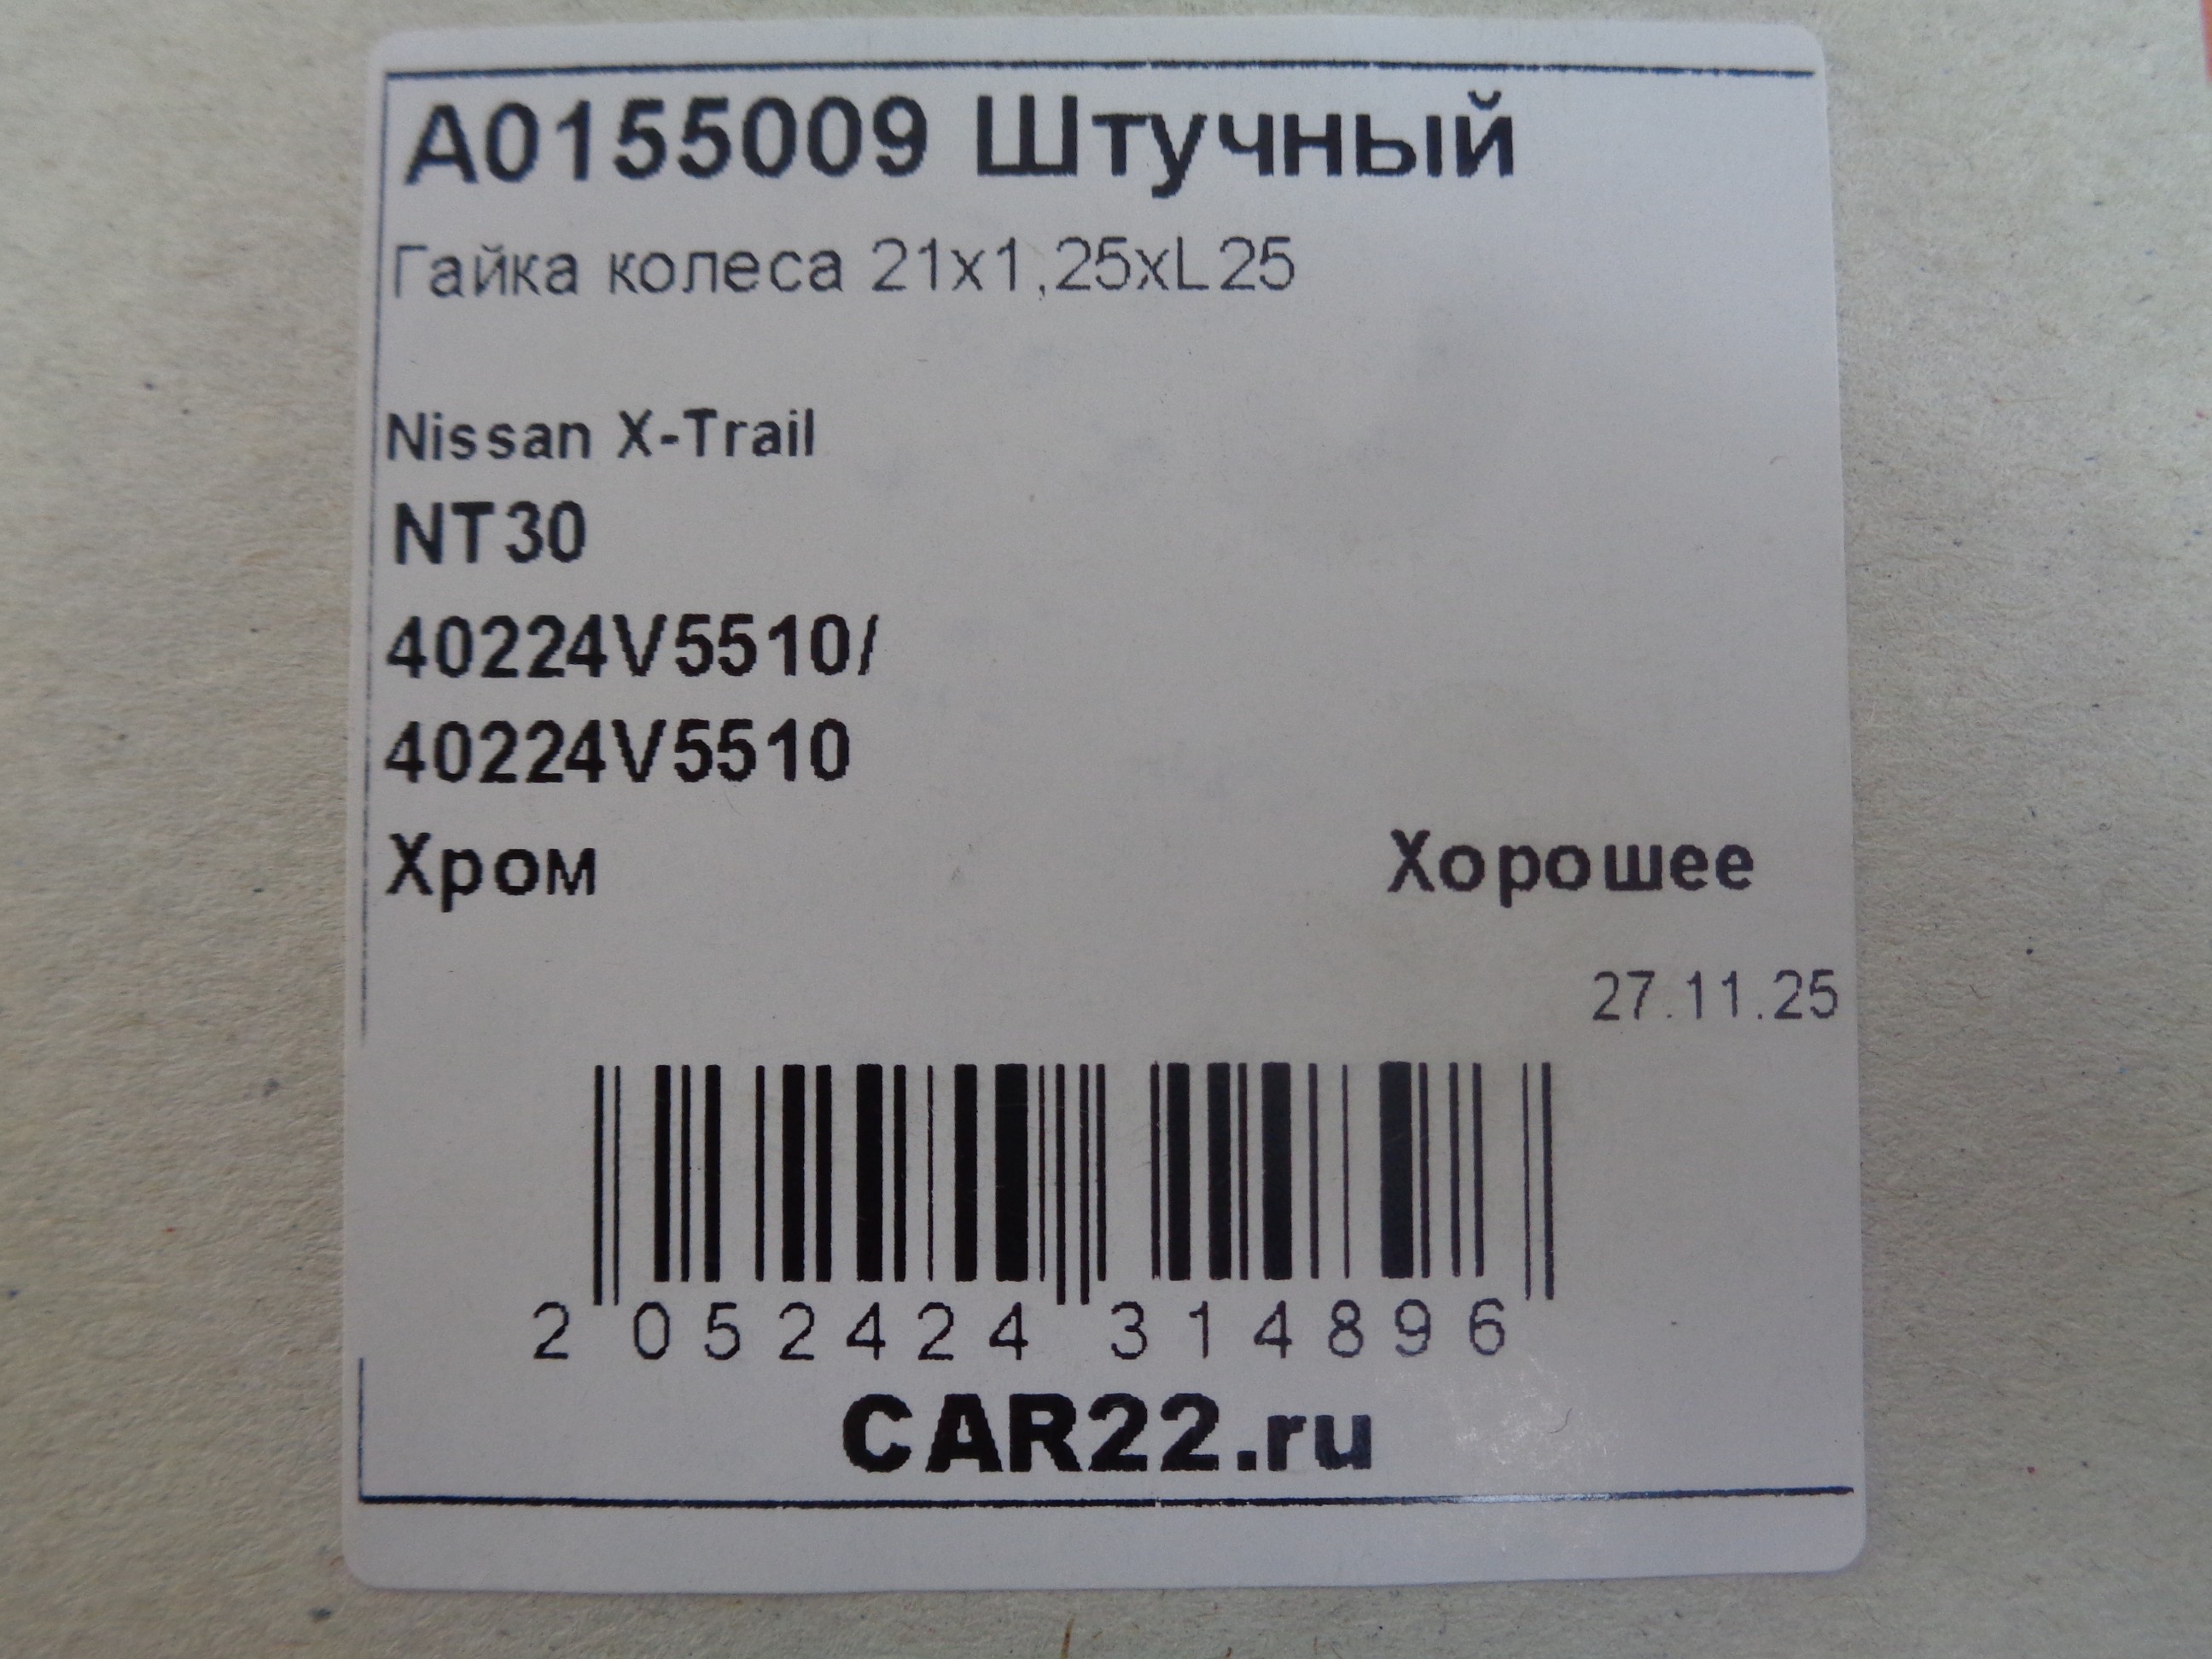 A0155009 Штучный
Гайка колеса 21x1,25xL25
Nissan X-Trail
NT30
40224V5510/
40224V5510
Хром Хорошее
27.11.25
2 052424 314896
CAR22.ru